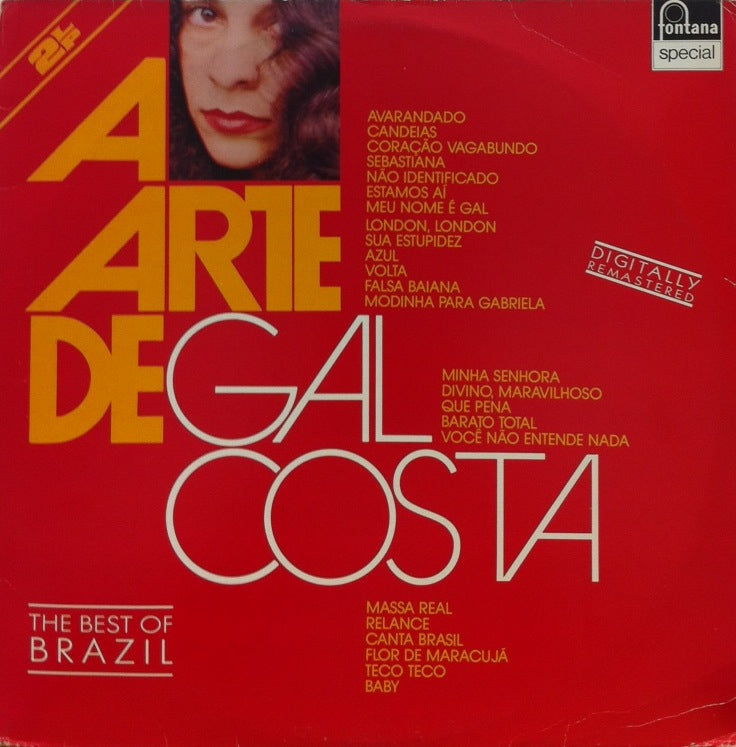 2LP
A
ARTE
DE
GAL
COSTA
fontana
special
AVARANDADO
CANDEIAS
CORAÇÃO VAGABUNDO
SEBASTIANA
NÃO IDENTIFICADO
ESTAMOS AÍ
MEU NOME É GAL
LONDON, LONDON
SUA ESTUPIDEZ
AZUL
VOLTA
FALSA BAIANA
MODINHA PARA GABRIELA
DIGITALLY
REMASTERED
MINHA SENHORA
DIVINO, MARAVILHOSO
QUE PENA
BARATO TOTAL
VOCÊ NÃO ENTENDE NADA
THE BEST OF
BRAZIL
MASSA REAL
RELANCE
CANTA BRASIL
FLOR DE MARACUJÁ
TECO TECO
BABY